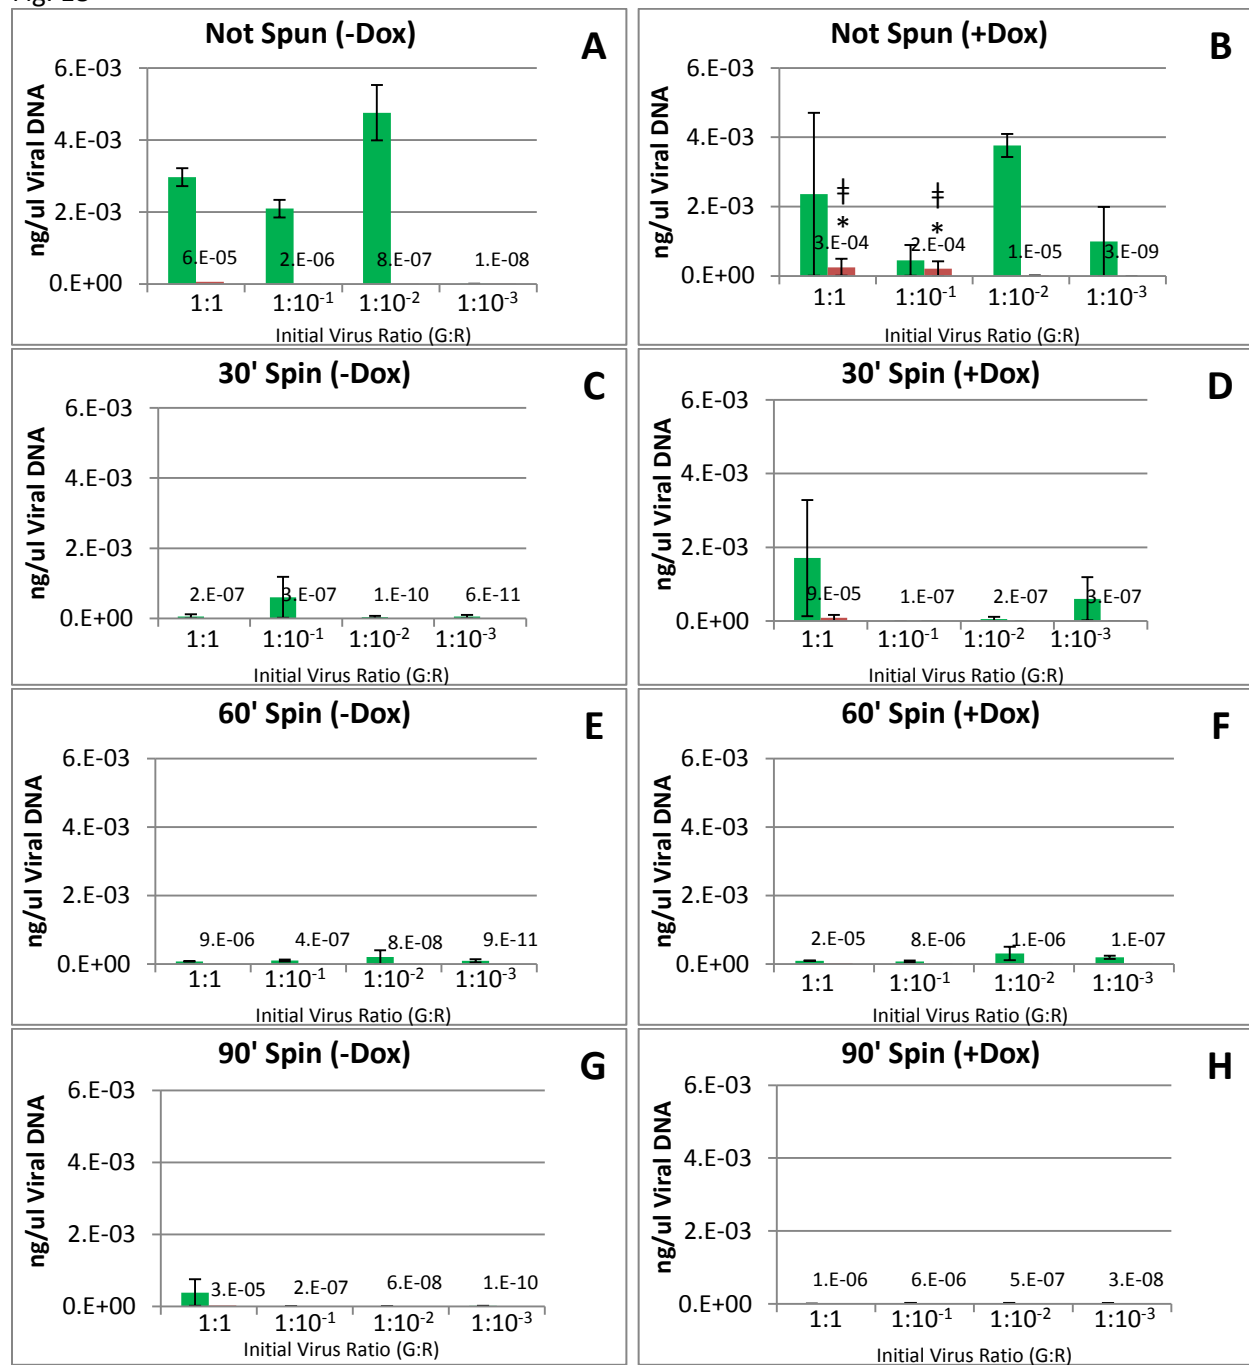 Not Spun (-Dox)
A
ng/ul Viral DNA
6.E-03
4.E-03
2.E-03
0.E+00
6.E-05 2.E-06 8.E-07 1.E-08
1:1 1:10⁻¹ 1:10⁻² 1:10⁻³
Initial Virus Ratio (G:R)
Not Spun (+Dox)
B
ng/ul Viral DNA
6.E-03
4.E-03
2.E-03
0.E+00
ǂ ǂ
* *
3.E-04 2.E-04 1.E-05 3.E-09
1:1 1:10⁻¹ 1:10⁻² 1:10⁻³
Initial Virus Ratio (G:R)
30' Spin (-Dox)
C
ng/ul Viral DNA
6.E-03
4.E-03
2.E-03
0.E+00
2.E-07 3.E-07 1.E-10 6.E-11
1:1 1:10⁻¹ 1:10⁻² 1:10⁻³
Initial Virus Ratio (G:R)
30' Spin (+Dox)
D
ng/ul Viral DNA
6.E-03
4.E-03
2.E-03
0.E+00
9.E-05 1.E-07 2.E-07 3.E-07
1:1 1:10⁻¹ 1:10⁻² 1:10⁻³
Initial Virus Ratio (G:R)
60' Spin (-Dox)
E
ng/ul Viral DNA
6.E-03
4.E-03
2.E-03
0.E+00
9.E-06 4.E-07 8.E-08 9.E-11
1:1 1:10⁻¹ 1:10⁻² 1:10⁻³
Initial Virus Ratio (G:R)
60' Spin (+Dox)
F
ng/ul Viral DNA
6.E-03
4.E-03
2.E-03
0.E+00
2.E-05 8.E-06 1.E-06 1.E-07
1:1 1:10⁻¹ 1:10⁻² 1:10⁻³
Initial Virus Ratio (G:R)
90' Spin (-Dox)
G
ng/ul Viral DNA
6.E-03
4.E-03
2.E-03
0.E+00
3.E-05 2.E-07 6.E-08 1.E-10
1:1 1:10⁻¹ 1:10⁻² 1:10⁻³
Initial Virus Ratio (G:R)
90' Spin (+Dox)
H
ng/ul Viral DNA
6.E-03
4.E-03
2.E-03
0.E+00
1.E-06 6.E-06 5.E-07 3.E-08
1:1 1:10⁻¹ 1:10⁻² 1:10⁻³
Initial Virus Ratio (G:R)